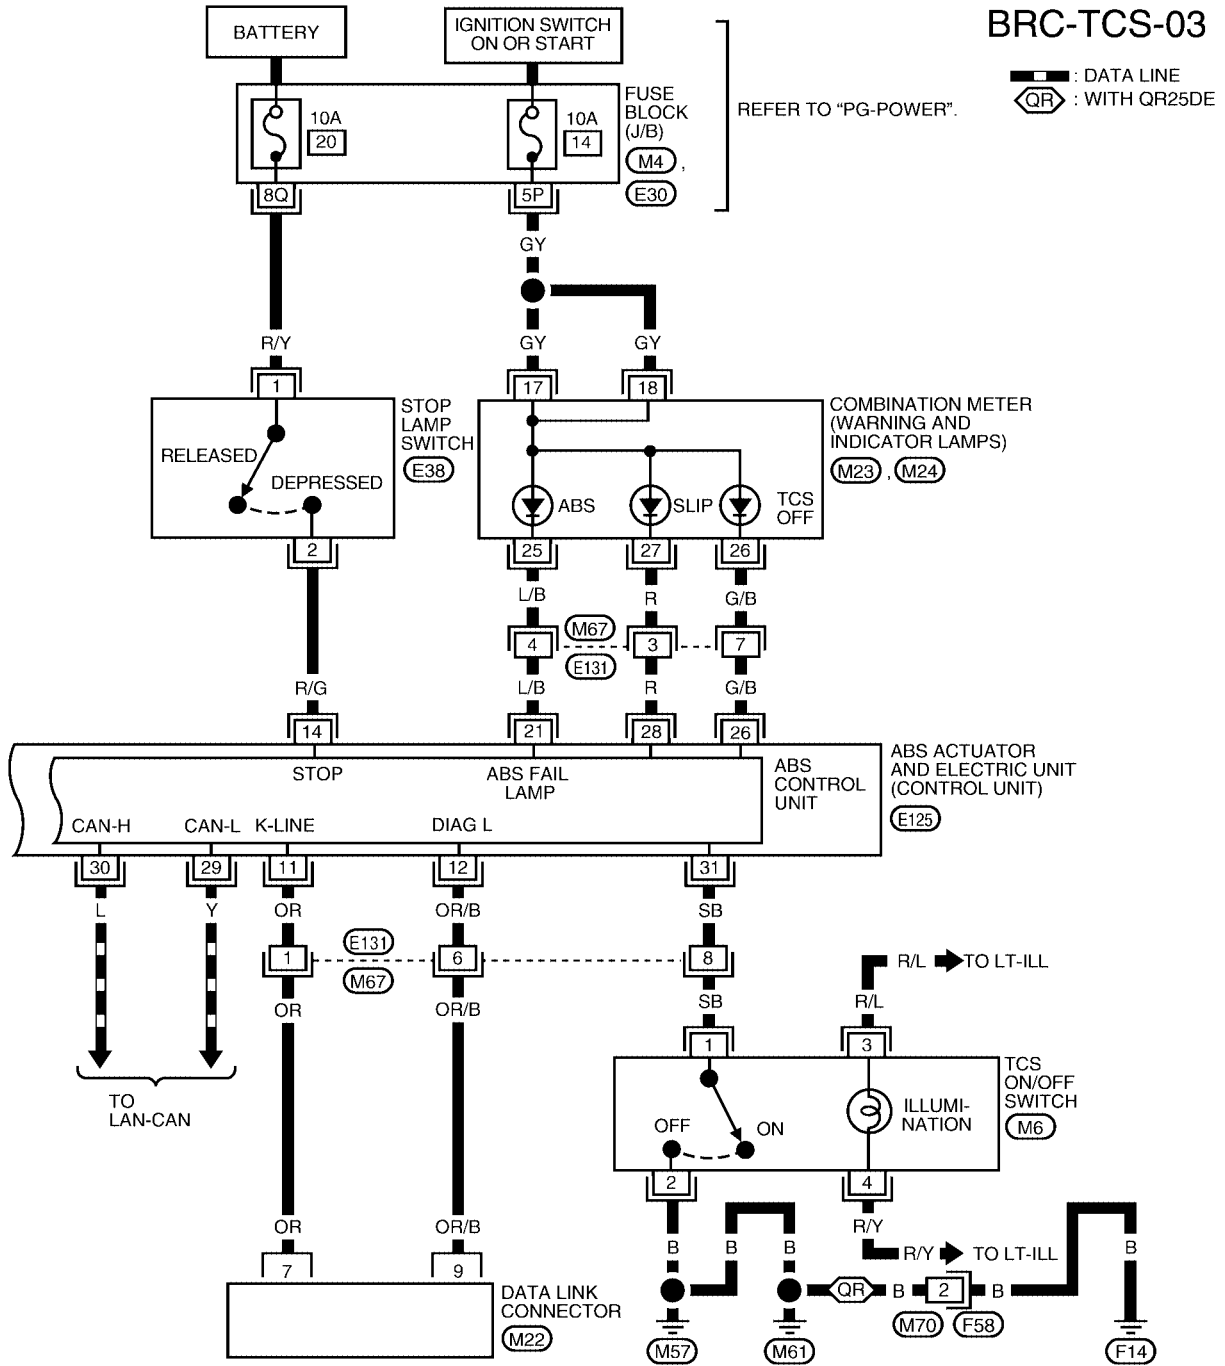 BRC-TCS-03
BATTERY
IGNITION SWITCH
ON OR START
: DATA LINE
QR : WITH QR25DE
10A
20
10A
14
FUSE
BLOCK
(J/B)
M4 ,
E30
REFER TO "PG-POWER".
8Q
5P
GY
R/Y
GY
GY
1
17
18
STOP
LAMP
SWITCH
E38
RELEASED
DEPRESSED
COMBINATION METER
(WARNING AND
INDICATOR LAMPS)
M23 , M24
ABS
SLIP
TCS
OFF
2
25
27
26
L/B
R
G/B
M67
4
3
7
E131
R/G
L/B
R
G/B
14
21
28
26
STOP
ABS FAIL
LAMP
ABS
CONTROL
UNIT
ABS ACTUATOR
AND ELECTRIC UNIT
(CONTROL UNIT)
E125
CAN-H
CAN-L
K-LINE
DIAG L
30
29
11
12
31
L
Y
OR
OR/B
SB
E131
1
6
8
M67
R/L
TO LT-ILL
OR
OR/B
SB
R/L
1
3
TO
LAN-CAN
TCS
ON/OFF
SWITCH
M6
ILLUMI-
NATION
OFF
ON
2
4
OR
OR/B
R/Y
B
B
B
R/Y
TO LT-ILL
B
7
9
QR
B
2
B
M70
F58
DATA LINK
CONNECTOR
M22
M57
M61
F14